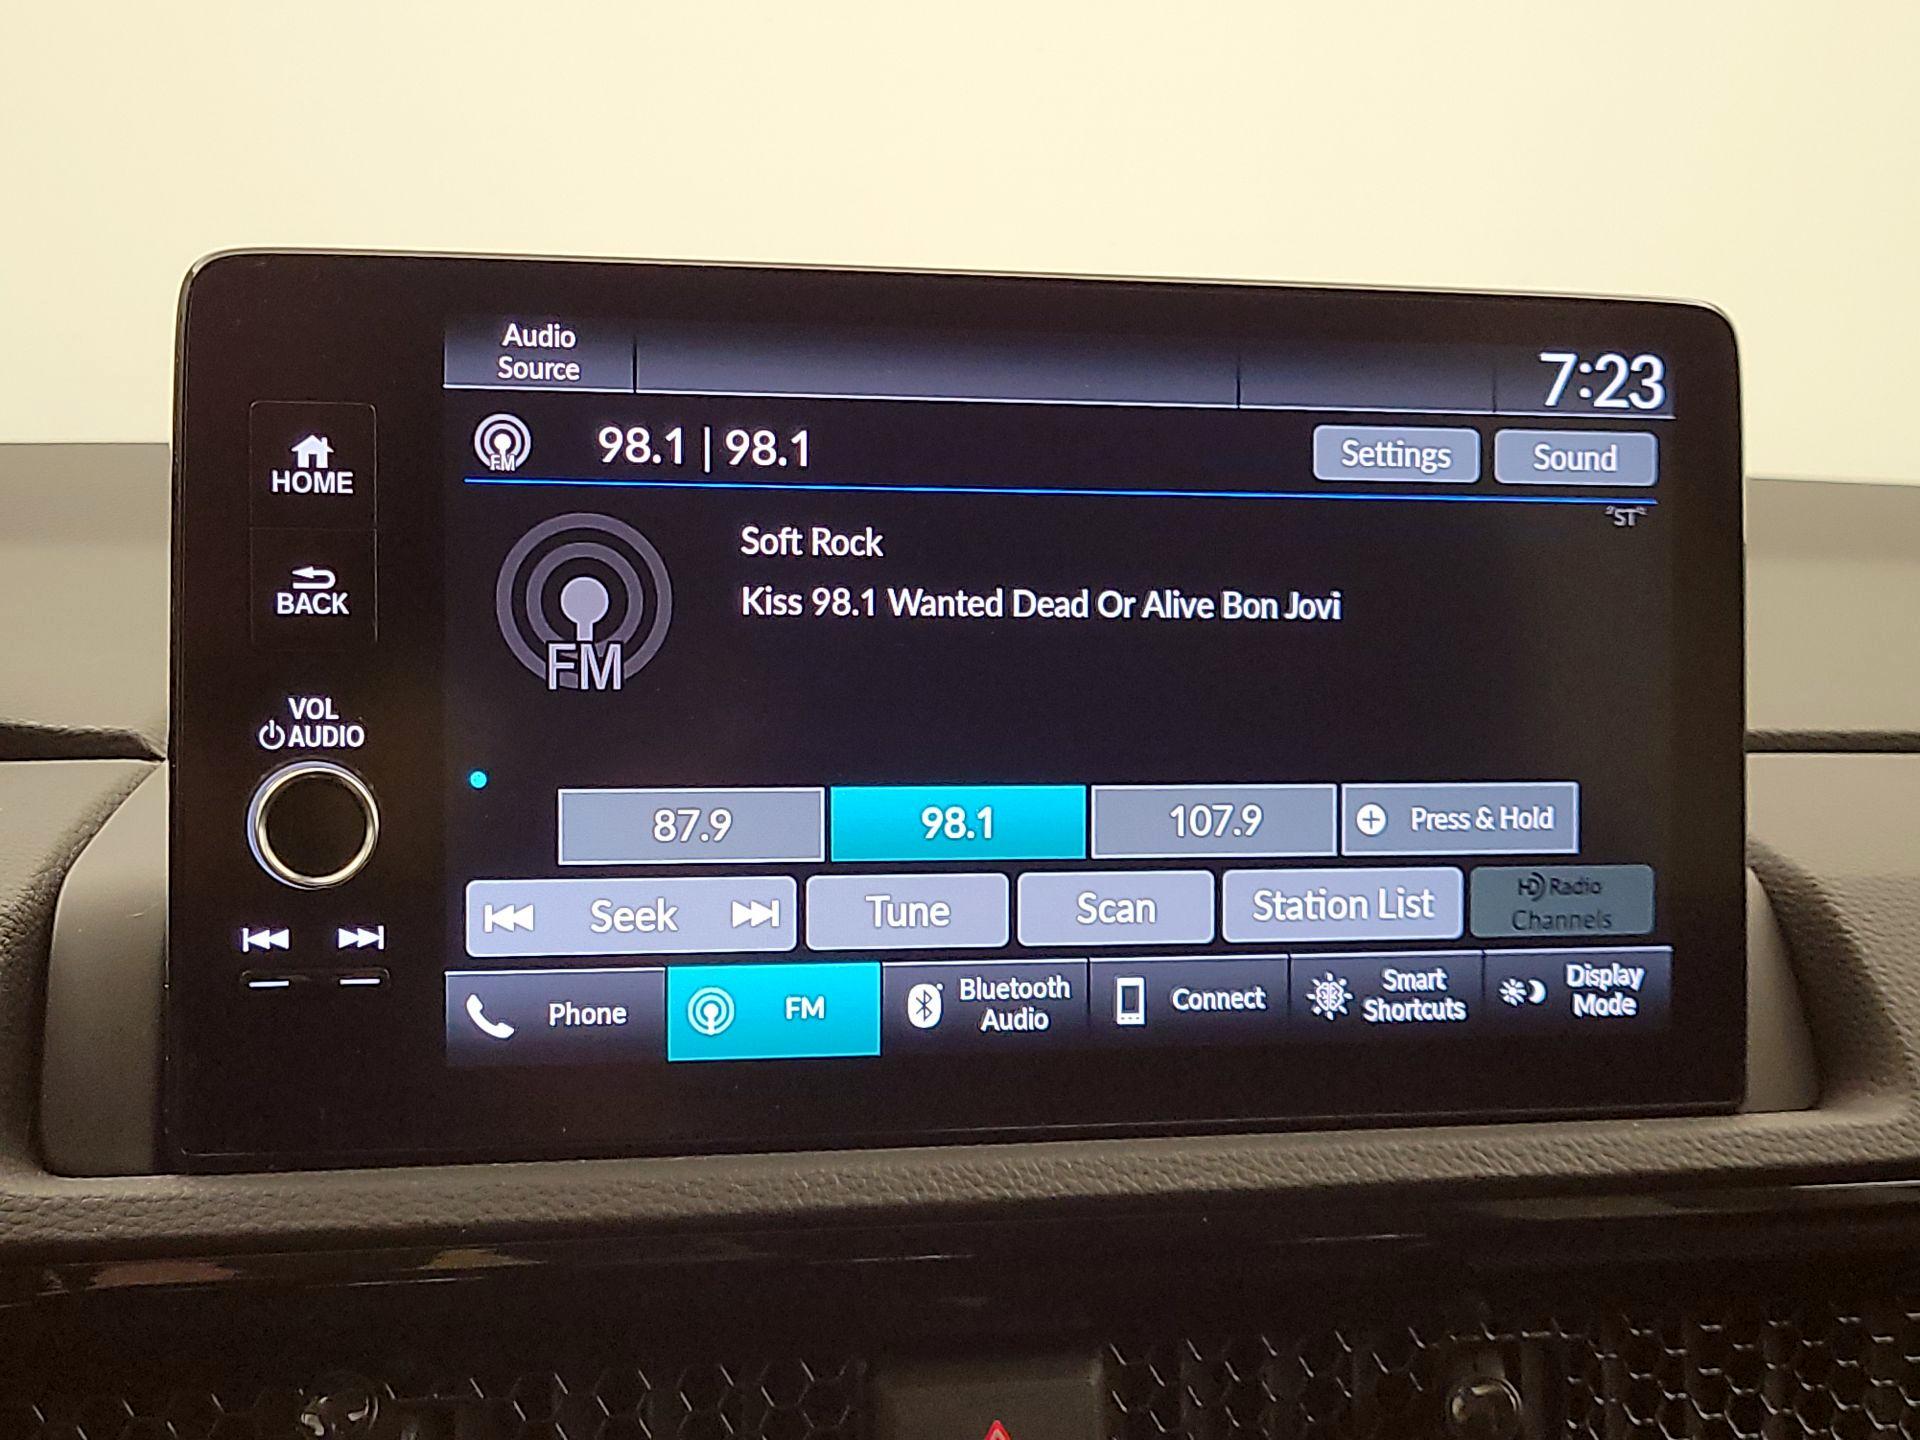 Audio
Source
7:23
FM
98.1 | 98.1
Settings
Sound
"ST"
HOME
BACK
VOL
AUDIO
Soft Rock
Kiss 98.1 Wanted Dead Or Alive Bon Jovi
FM
87.9
98.1
107.9
Press & Hold
Seek
Tune
Scan
Station List
HD Radio
Channels
Phone
FM
Bluetooth
Audio
Connect
Smart
Shortcuts
Display
Mode